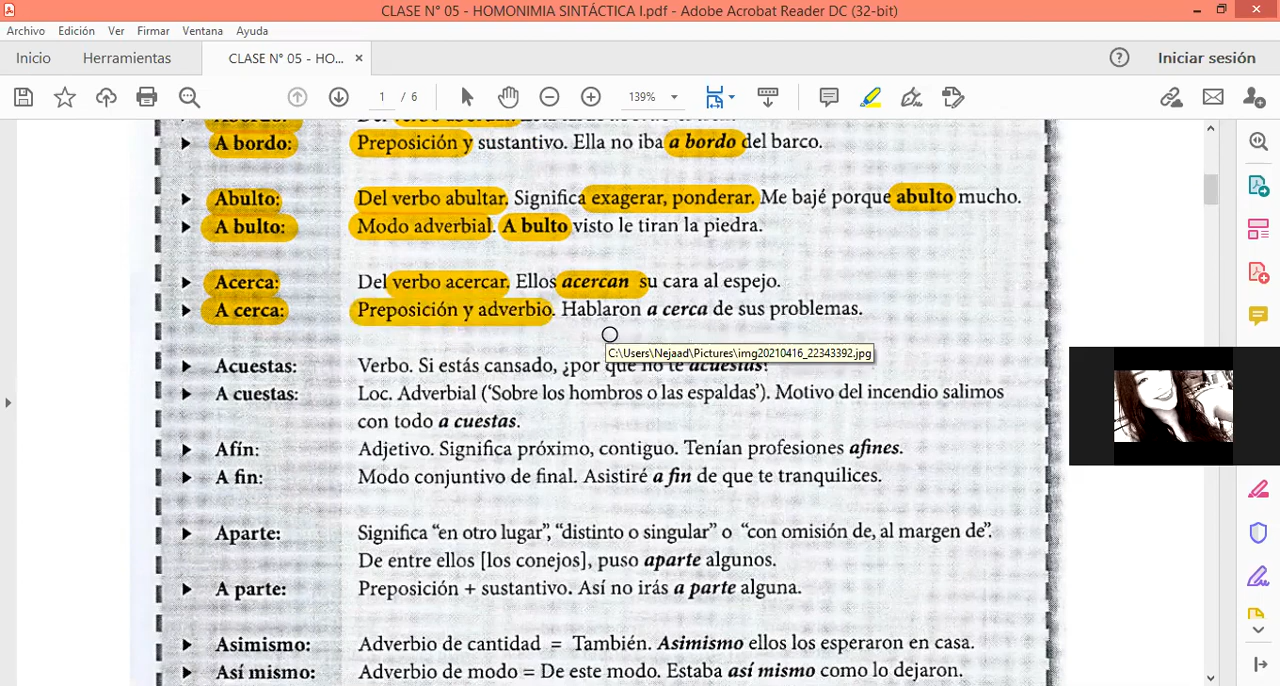 CLASE N° 05 - HOMONIMIA SINTÁCTICA I.pdf - Adobe Acrobat Reader DC (32-bit)
Archivo Edición Ver Firmar Ventana Ayuda
Inicio Herramientas CLASE N° 05 - HO... × Iniciar sesión
1 / 6 139%
A bordo: Preposición y sustantivo. Ella no iba a bordo del barco.
Abulto: Del verbo abultar. Significa exagerar, ponderar. Me bajé porque abulto mucho.
A bulto: Modo adverbial. A bulto visto le tiran la piedra.
Acerca: Del verbo acercar. Ellos acercan su cara al espejo.
A cerca: Preposición y adverbio. Hablaron a cerca de sus problemas.
C:\Users\Nejaad\Pictures\img20210416_22343392.jpg
Acuestas: Verbo. Si estás cansado, ¿por que no te acuestas?
A cuestas: Loc. Adverbial (‘Sobre los hombros o las espaldas’). Motivo del incendio salimos
con todo a cuestas.
Afín: Adjetivo. Significa próximo, contiguo. Tenían profesiones afines.
A fin: Modo conjuntivo de final. Asistiré a fin de que te tranquilices.
Aparte: Significa “en otro lugar”, “distinto o singular” o “con omisión de, al margen de”.
De entre ellos [los conejos], puso aparte algunos.
A parte: Preposición + sustantivo. Así no irás a parte alguna.
Asimismo: Adverbio de cantidad = También. Asimismo ellos los esperaron en casa.
Así mismo: Adverbio de modo = De este modo. Estaba así mismo como lo dejaron.